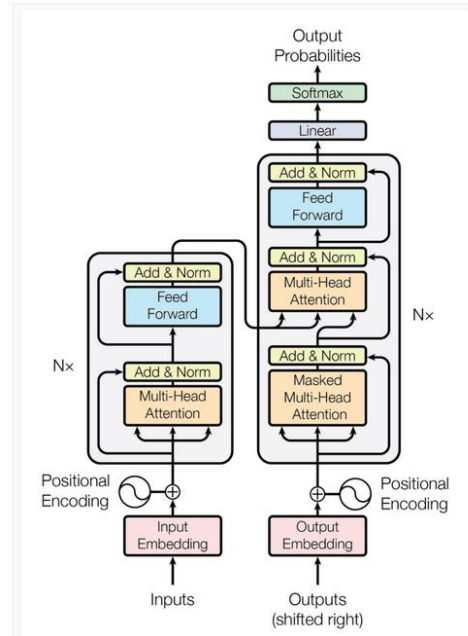 Output
Probabilities
Softmax
Linear
Add & Norm
Feed
Forward
Add & Norm
Multi-Head
Attention
Add & Norm
Masked
Multi-Head
Attention
N×
Positional
Encoding
Output
Embedding
Outputs
(shifted right)
Add & Norm
Feed
Forward
Add & Norm
Multi-Head
Attention
N×
Positional
Encoding
Input
Embedding
Inputs